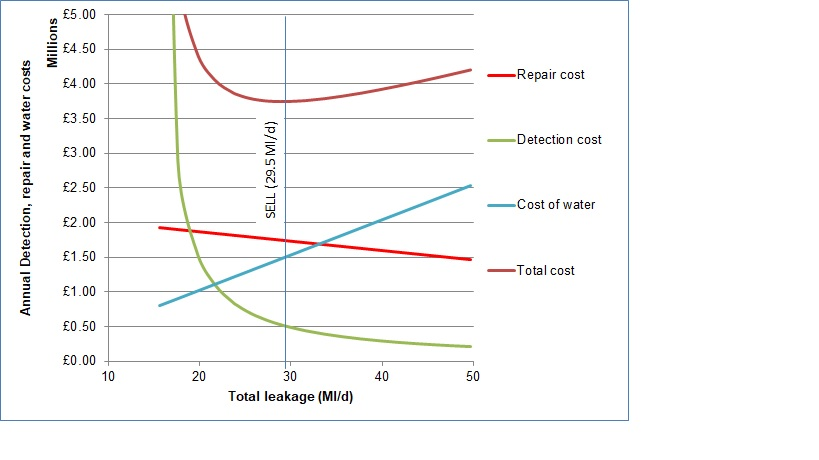 Annual Detection, repair and water costs
Millions
£5.00
£4.50
£4.00
£3.50
£3.00
£2.50
£2.00
£1.50
£1.00
£0.50
£0.00
10
20
30
40
50
Total leakage (Ml/d)
SELL (29.5 Ml/d)
Repair cost
Detection cost
Cost of water
Total cost